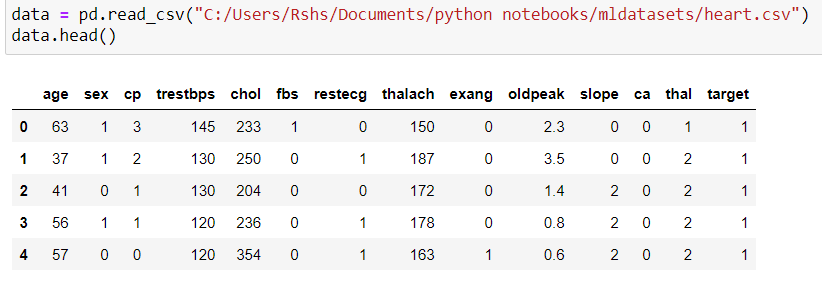 data = pd.read_csv("C:/Users/Rshs/Documents/python notebooks/mldatasets/heart.csv")
data.head()
age sex cp trestbps chol fbs restecg thalach exang oldpeak slope ca thal target
0 63 1 3 145 233 1 0 150 0 2.3 0 0 1 1
1 37 1 2 130 250 0 1 187 0 3.5 0 0 2 1
2 41 0 1 130 204 0 0 172 0 1.4 2 0 2 1
3 56 1 1 120 236 0 1 178 0 0.8 2 0 2 1
4 57 0 0 120 354 0 1 163 1 0.6 2 0 2 1